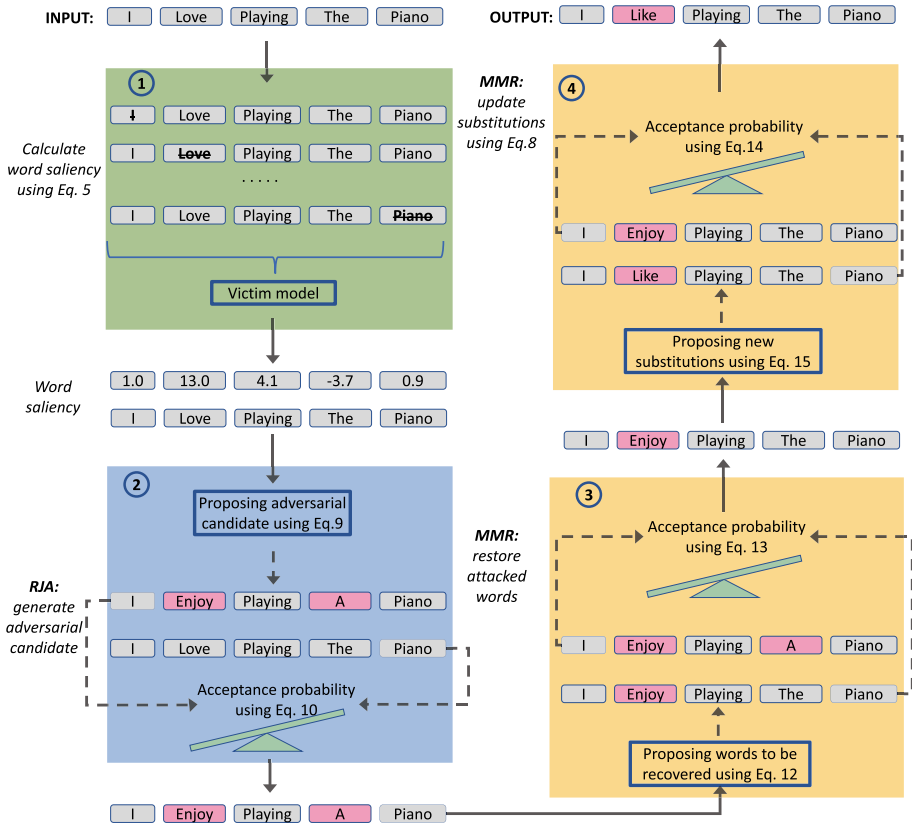 INPUT: I Love Playing The Piano
1
I Love Playing The Piano
I Love Playing The Piano
. . . . .
I Love Playing The Piano
Calculate
word saliency
using Eq. 5
Victim model
Word
saliency
1.0 13.0 4.1 -3.7 0.9
I Love Playing The Piano
2
Proposing adversarial
candidate using Eq.9
RJA:
generate
adversarial
candidate
I Enjoy Playing A Piano
I Love Playing The Piano
Acceptance probability
using Eq. 10
I Enjoy Playing A Piano
3
MMR:
restore
attacked
words
Acceptance probability
using Eq. 13
I Enjoy Playing A Piano
I Enjoy Playing The Piano
Proposing words to be
recovered using Eq. 12
I Enjoy Playing The Piano
4
MMR:
update
substitutions
using Eq.8
Acceptance probability
using Eq.14
I Enjoy Playing The Piano
I Like Playing The Piano
Proposing new
substitutions using Eq. 15
OUTPUT: I Like Playing The Piano